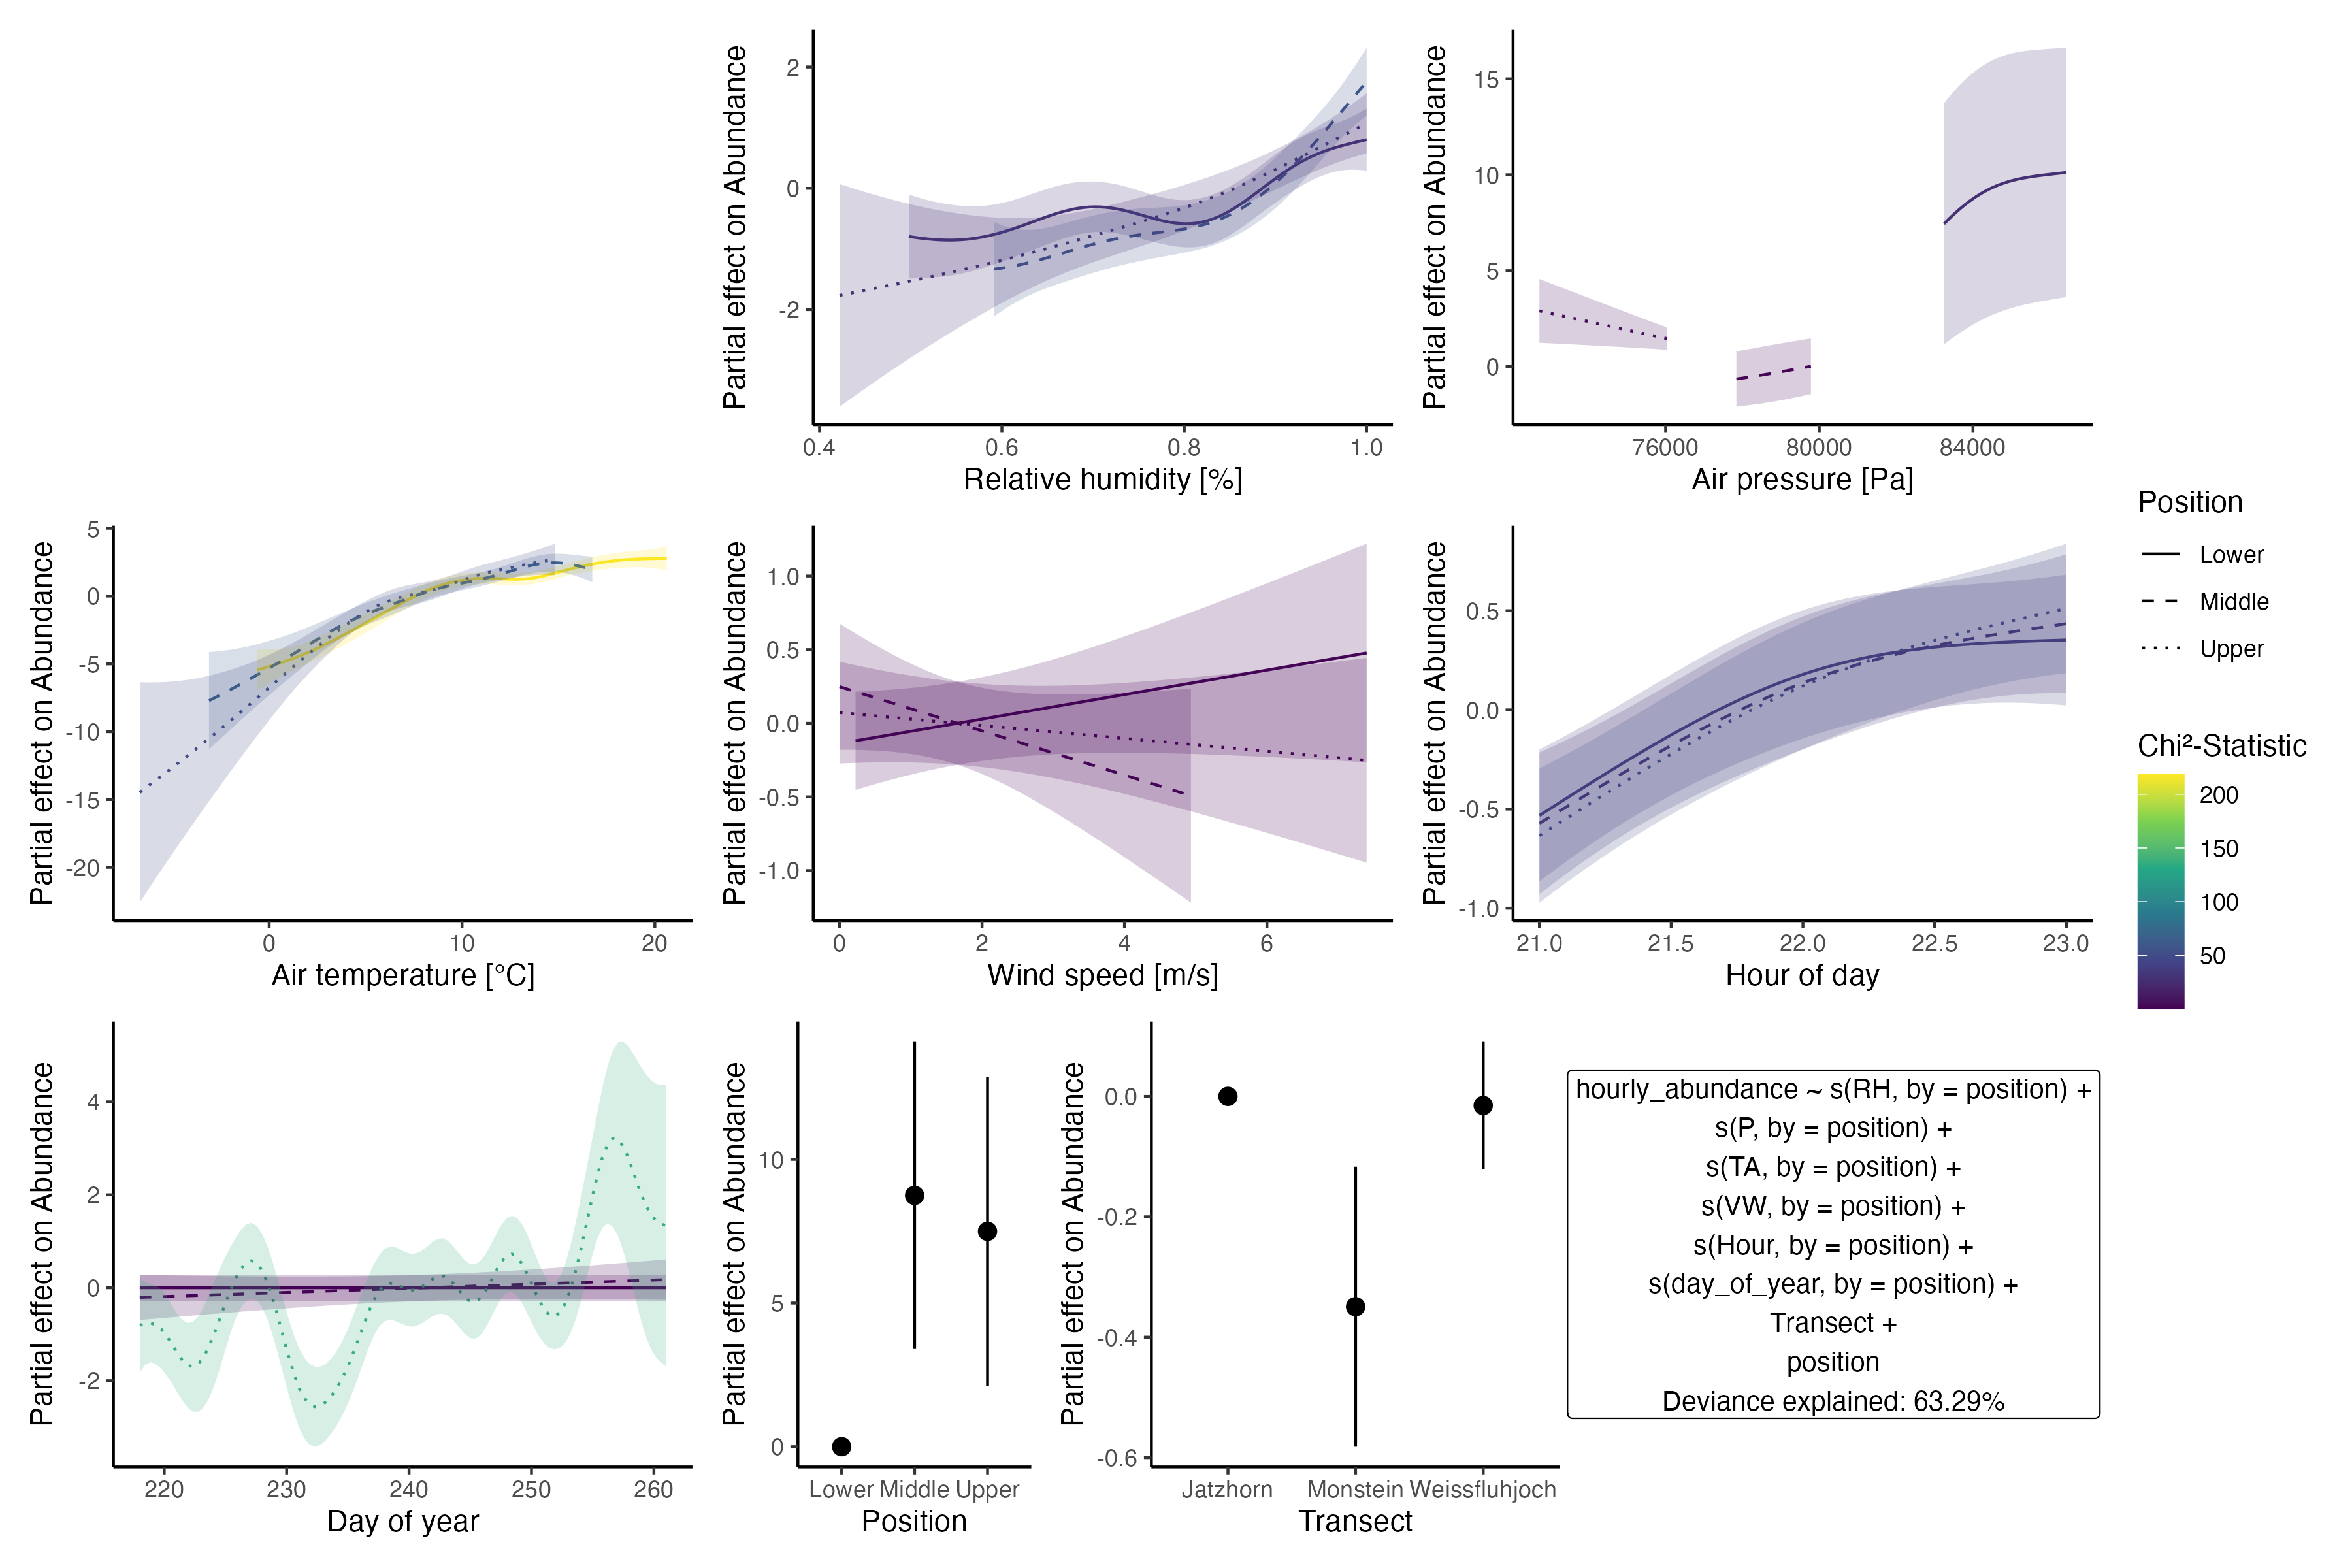 Partial effect on Abundance
2
0
-2
0.4
0.6
0.8
1.0
Relative humidity [%]
Partial effect on Abundance
15
10
5
0
76000
80000
84000
Air pressure [Pa]
Partial effect on Abundance
5
0
-5
-10
-15
-20
0
10
20
Air temperature [°C]
Partial effect on Abundance
1.0
0.5
0.0
-0.5
-1.0
0
2
4
6
Wind speed [m/s]
Partial effect on Abundance
0.5
0.0
-0.5
-1.0
21.0
21.5
22.0
22.5
23.0
Hour of day
Position
Lower
Middle
Upper
Chi²-Statistic
200
150
100
50
Partial effect on Abundance
4
2
0
-2
220
230
240
250
260
Day of year
Partial effect on Abundance
10
5
0
Lower
Middle
Upper
Position
Partial effect on Abundance
0.0
-0.2
-0.4
-0.6
Jatzhorn
Monstein
Weissfluhjoch
Transect
hourly_abundance ~ s(RH, by = position) +
s(P, by = position) +
s(TA, by = position) +
s(VW, by = position) +
s(Hour, by = position) +
s(day_of_year, by = position) +
Transect +
position
Deviance explained: 63.29%